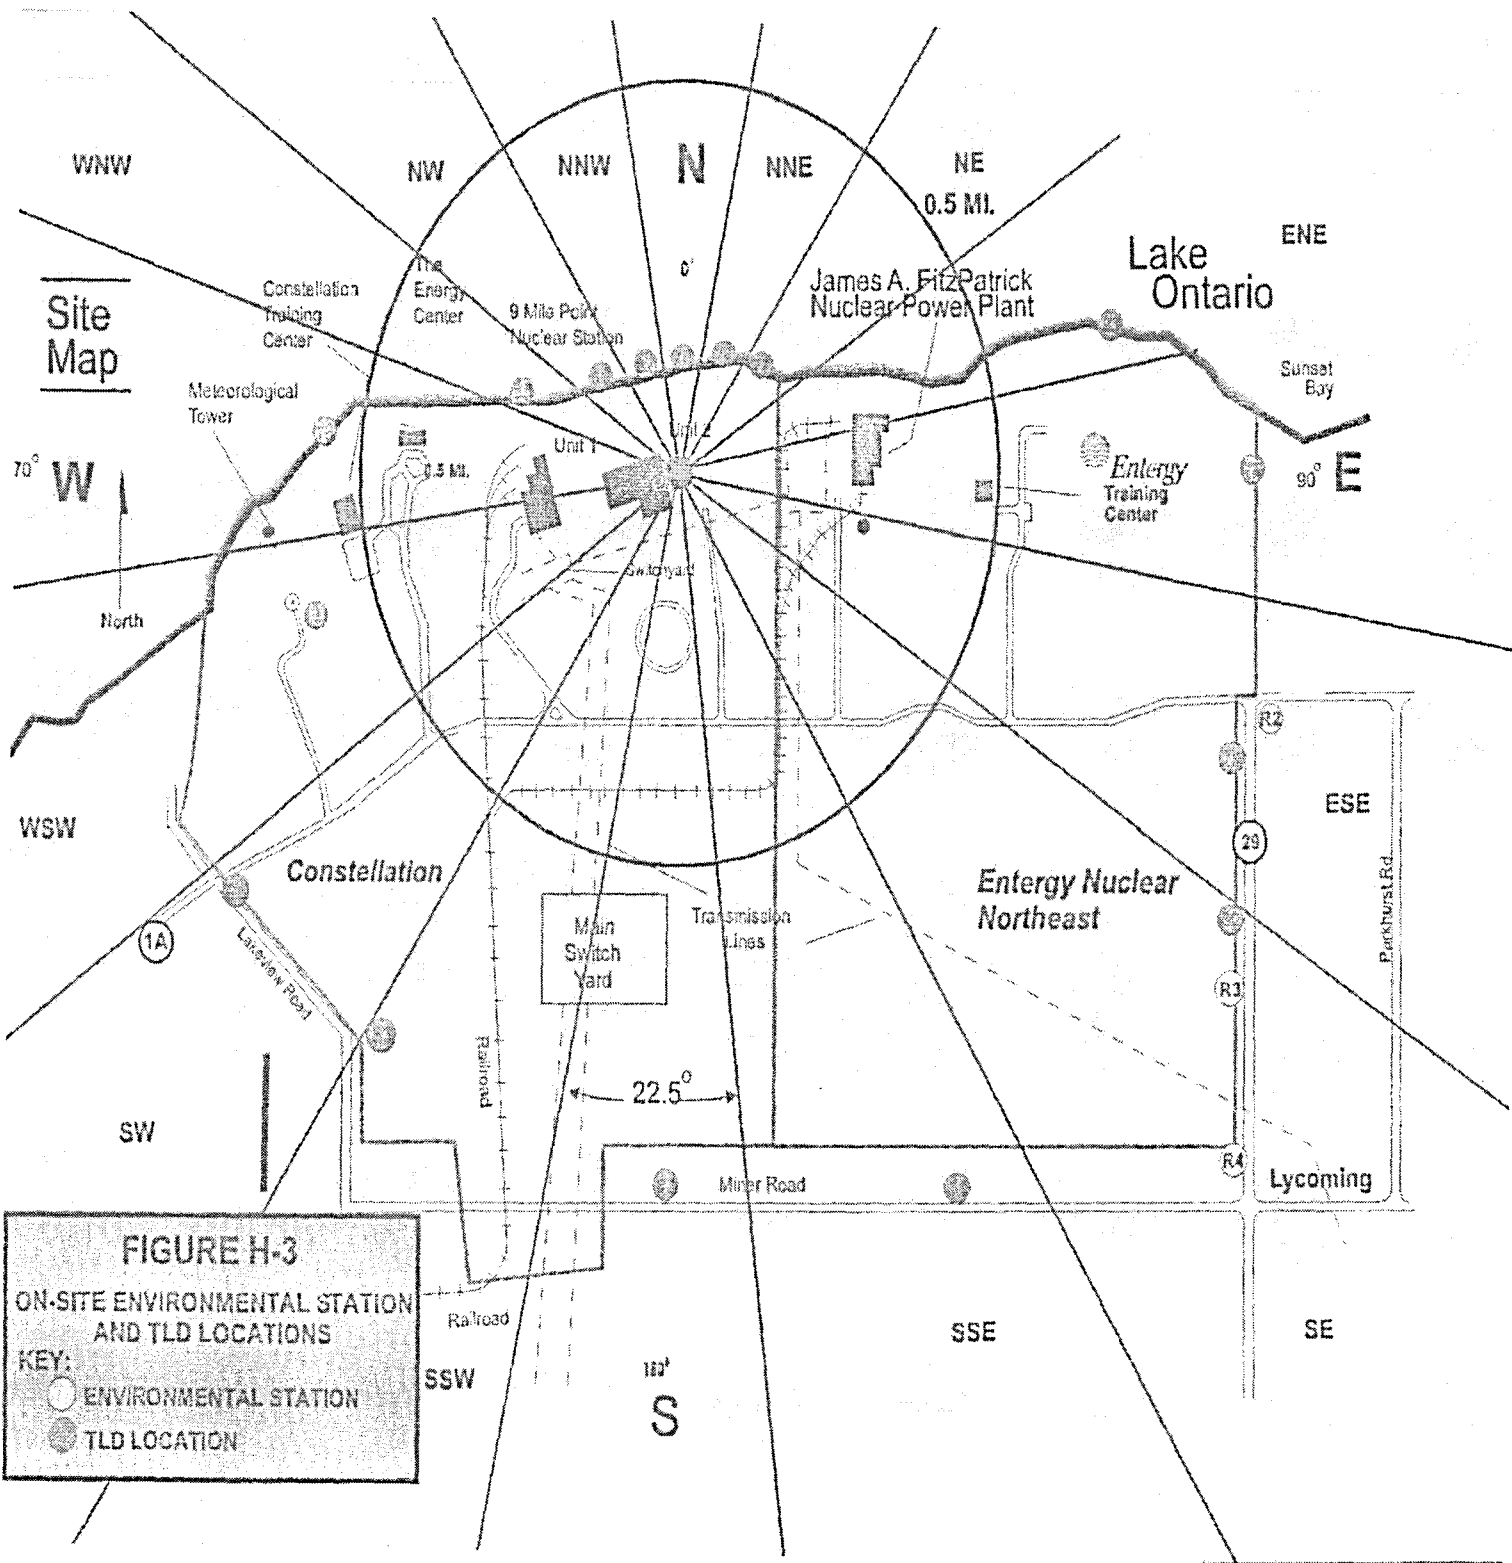 WNW
NW
NNW
N
NNE
NE
0.5 MI.
ENE
Lake
Ontario
0°
Site
Map
Constellation
Training
Center
The
Energy
Center
9 Mile Point
Nuclear Station
James A. FitzPatrick
Nuclear Power Plant
Meteorological
Tower
Sunset
Bay
70° W
Unit 1
Unit 2
0.5 MI.
Entergy
Training
Center
90° E
North
Switchyard
R2
WSW
ESE
29
Constellation
Entergy Nuclear
Northeast
Parkhurst Rd.
1A
Lakeview Road
Main
Switch
Yard
Transmission
Lines
R3
Railroad
22.5°
SW
R4
Miner Road
Lycoming
FIGURE H-3
ON-SITE ENVIRONMENTAL STATION
AND TLD LOCATIONS
KEY:
ENVIRONMENTAL STATION
TLD LOCATION
Railroad
SSW
180°
S
SSE
SE